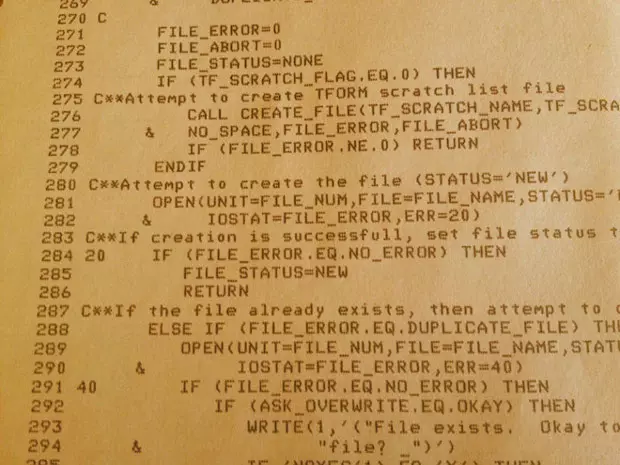 269 &
270 C
271 FILE_ERROR=0
272 FILE_ABORT=0
273 FILE_STATUS=NONE
274 IF (TF_SCRATCH_FLAG.EQ.0) THEN
275 C**Attempt to create TFORM scratch list file
276 CALL CREATE_FILE(TF_SCRATCH_NAME,TF_SCRA
277 & NO_SPACE,FILE_ERROR,FILE_ABORT)
278 IF (FILE_ERROR.NE.0) RETURN
279 ENDIF
280 C**Attempt to create the file (STATUS='NEW')
281 OPEN(UNIT=FILE_NUM,FILE=FILE_NAME,STATUS='
282 & IOSTAT=FILE_ERROR,ERR=20)
283 C**If creation is successfull, set file status t
284 20 IF (FILE_ERROR.EQ.NO_ERROR) THEN
285 FILE_STATUS=NEW
286 RETURN
287 C**If the file already exists, then attempt to
288 ELSE IF (FILE_ERROR.EQ.DUPLICATE_FILE) THE
289 OPEN(UNIT=FILE_NUM,FILE=FILE_NAME,STAT
290 & IOSTAT=FILE_ERROR,ERR=40)
291 40 IF (FILE_ERROR.EQ.NO_ERROR) THEN
292 IF (ASK_OVERWRITE.EQ.OKAY) THEN
293 WRITE(1,'("File exists. Okay to
294 & "file? _")')